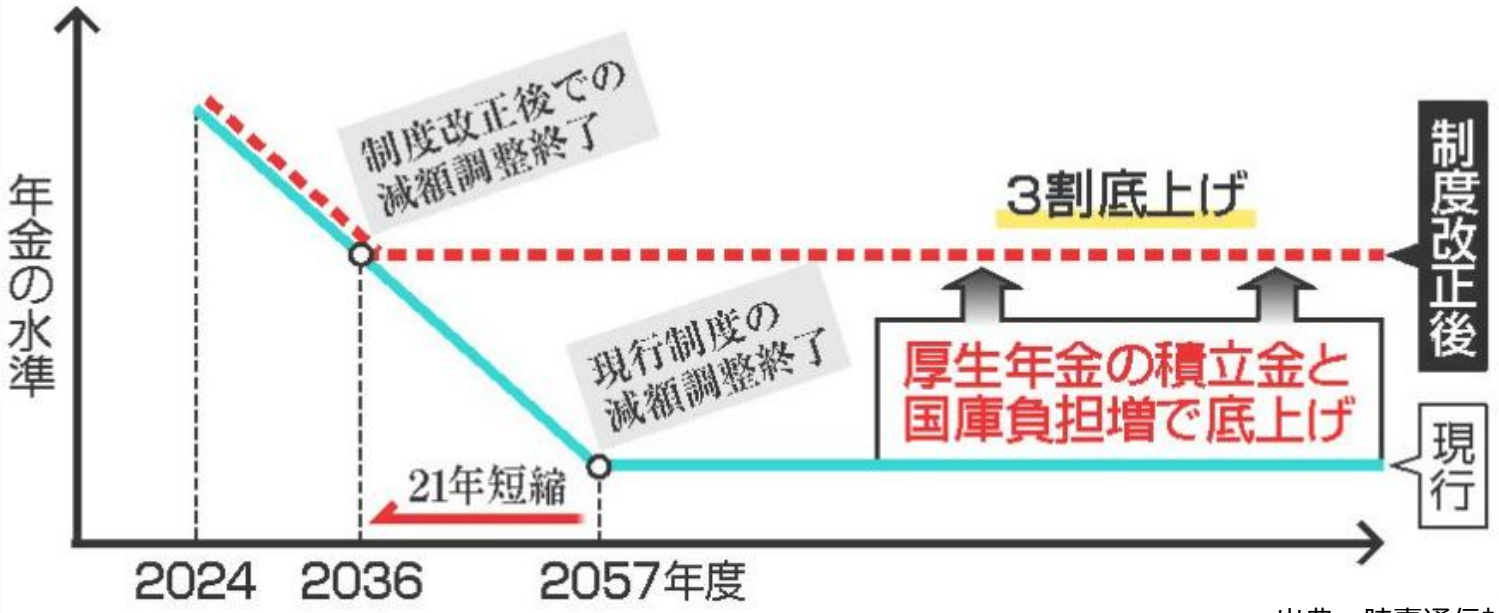 年金の水準
制度改正後での
減額調整終了
3割底上げ
制度改正後
現行制度の
減額調整終了
厚生年金の積立金と
国庫負担増で底上げ
現行
21年短縮
2024
2036
2057年度